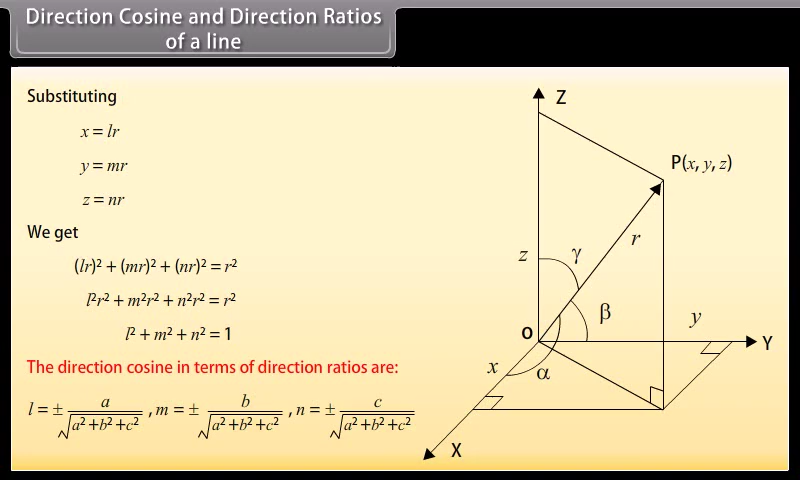 Direction Cosine and Direction Ratios
of a line
Substituting
x = lr
y = mr
z = nr
We get
(lr)² + (mr)² + (nr)² = r²
l²r² + m²r² + n²r² = r²
l² + m² + n² = 1
The direction cosine in terms of direction ratios are:
l = ± a/√(a²+b²+c²) , m = ± b/√(a²+b²+c²) , n = ± c/√(a²+b²+c²)
Z
P(x, y, z)
r
z
γ
β
y
O
Y
x
α
X